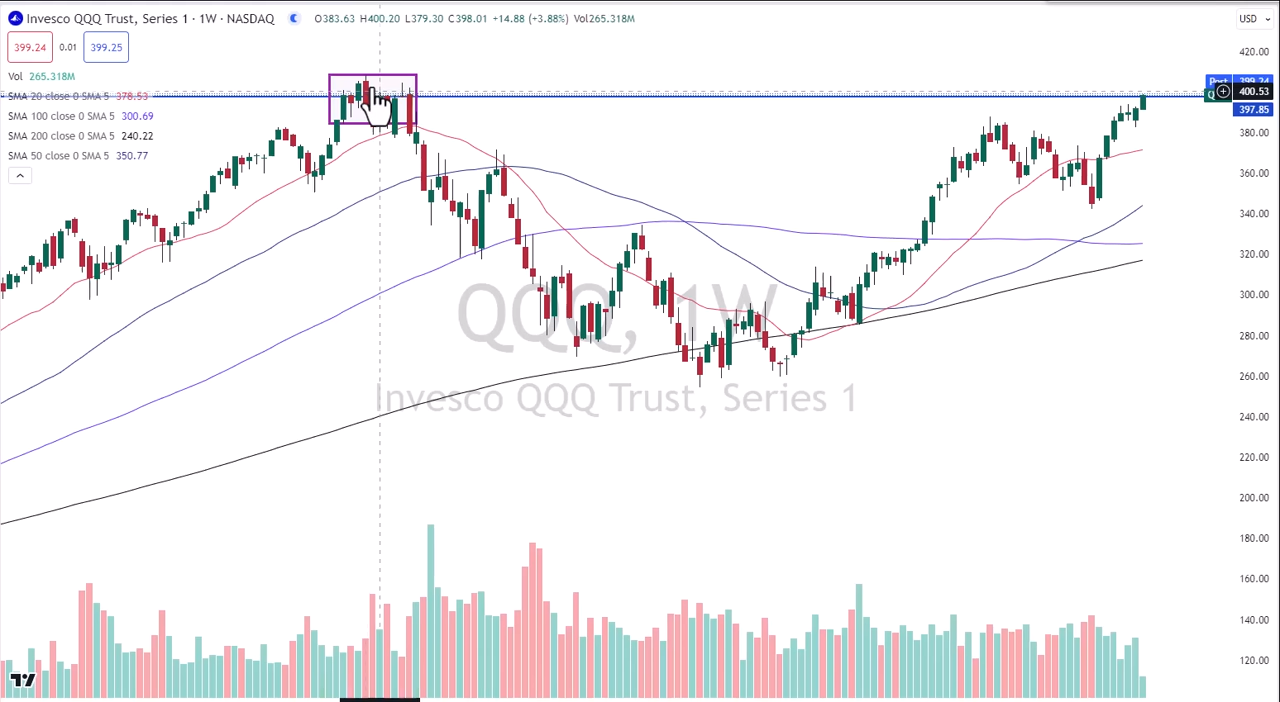 Invesco QQQ Trust, Series 1 · 1W · NASDAQ O383.63 H400.20 L379.30 C398.01 +14.88 (+3.88%) Vol265.318M USD
399.24 0.01 399.25
420.00
Vol 265.318M
399.24
SMA 20 close 0 SMA 5 378.53
400.53
397.85
SMA 100 close 0 SMA 5 300.69
SMA 200 close 0 SMA 5 240.22
380.00
SMA 50 close 0 SMA 5 350.77
360.00
340.00
320.00
300.00
QQQ, 1W
280.00
260.00
Invesco QQQ Trust, Series 1
240.00
220.00
200.00
180.00
160.00
140.00
120.00